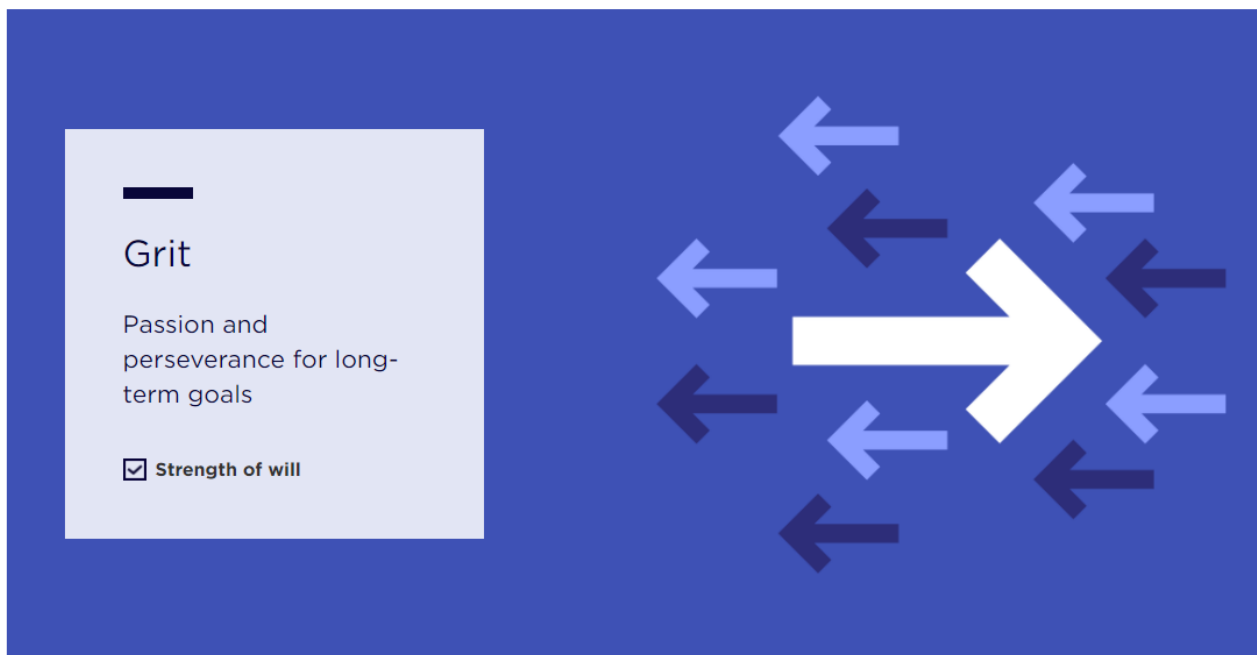 Grit
Passion and
perseverance for long-
term goals
Strength of will